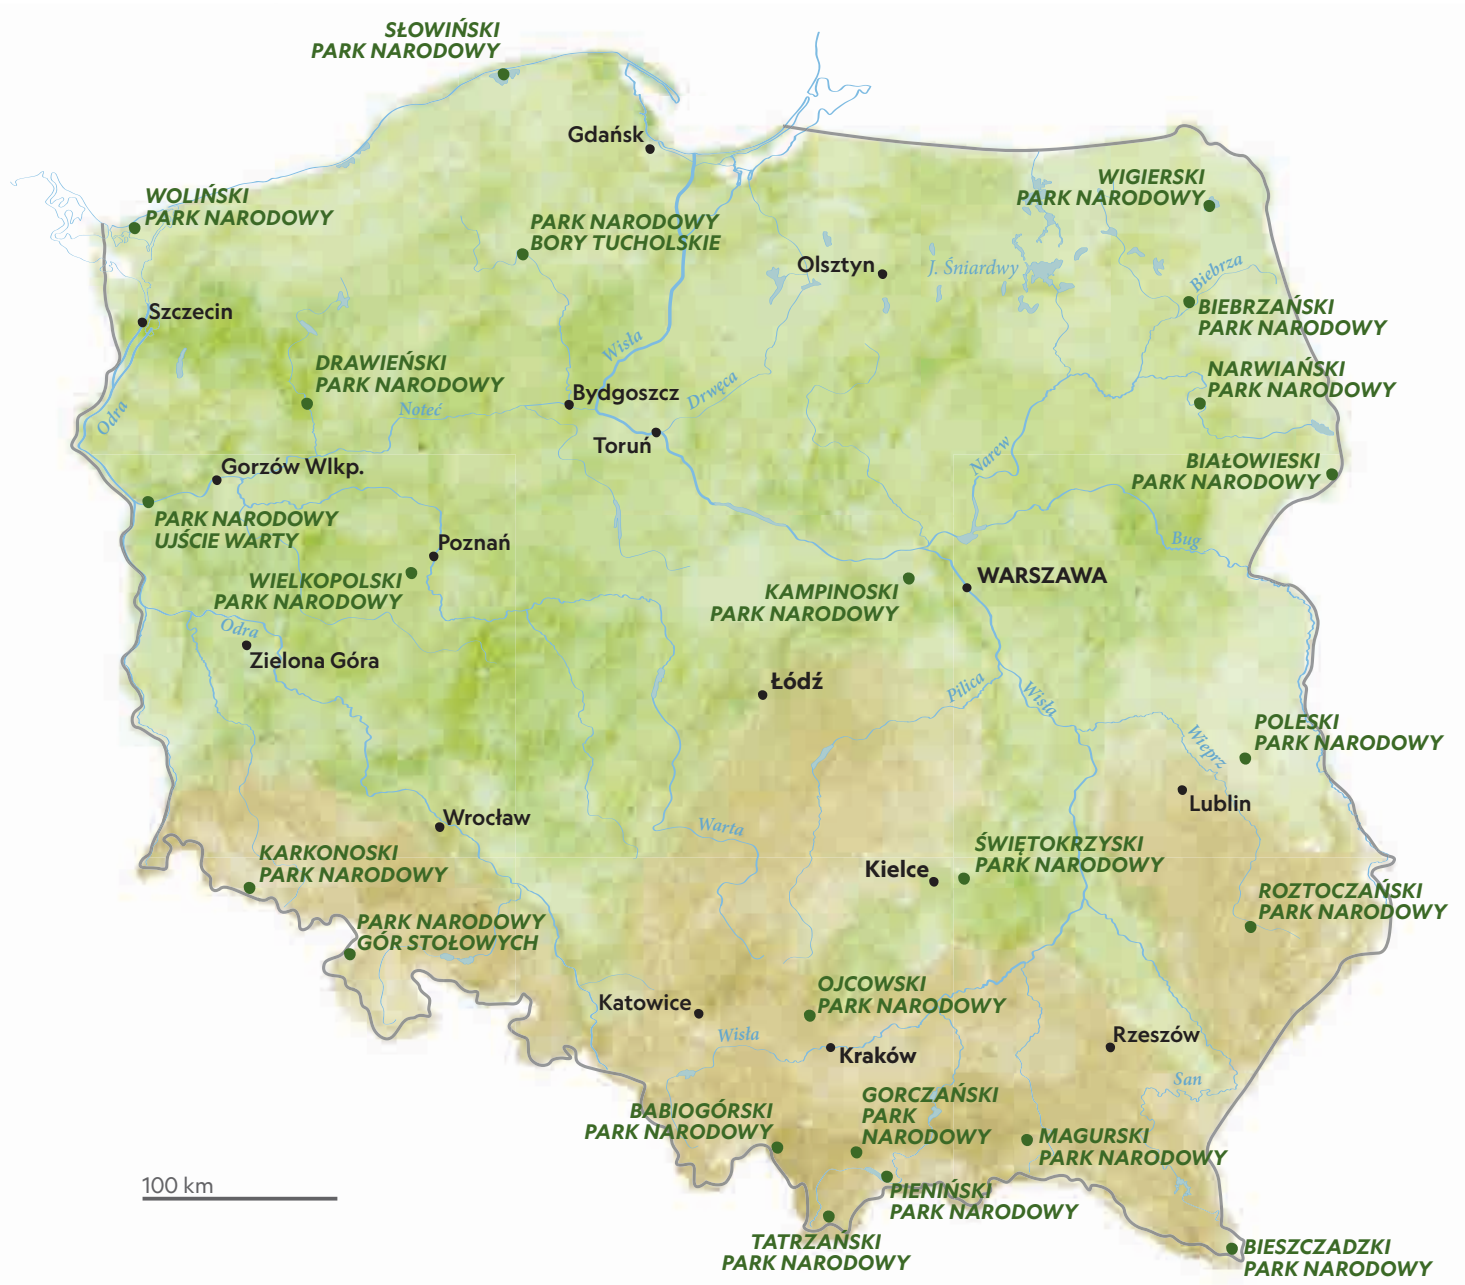 SŁOWIŃSKI
PARK NARODOWY
Gdańsk
WOLIŃSKI
PARK NARODOWY
WIGIERSKI
PARK NARODOWY
PARK NARODOWY
BORY TUCHOLSKIE
Olsztyn
J. Śniardwy
Biebrza
Szczecin
BIEBRZAŃSKI
PARK NARODOWY
Wisła
DRAWIEŃSKI
PARK NARODOWY
NARWIAŃSKI
PARK NARODOWY
Odra
Noteć
Bydgoszcz
Drwęca
Toruń
Narew
Gorzów Wlkp.
BIAŁOWIESKI
PARK NARODOWY
PARK NARODOWY
UJŚCIE WARTY
Poznań
Bug
WIELKOPOLSKI
PARK NARODOWY
KAMPINOSKI
PARK NARODOWY
WARSZAWA
Odra
Zielona Góra
Łódź
Pilica
Wisła
Wieprz
POLESKI
PARK NARODOWY
Lublin
Wrocław
Warta
KARKONOSKI
PARK NARODOWY
Kielce
ŚWIĘTOKRZYSKI
PARK NARODOWY
ROZTOCZAŃSKI
PARK NARODOWY
PARK NARODOWY
GÓR STOŁOWYCH
OJCOWSKI
PARK NARODOWY
Katowice
Wisła
Kraków
Rzeszów
San
GORCZAŃSKI
PARK
NARODOWY
BABIOGÓRSKI
PARK NARODOWY
MAGURSKI
PARK NARODOWY
100 km
PIENIŃSKI
PARK NARODOWY
TATRZAŃSKI
PARK NARODOWY
BIESZCZADZKI
PARK NARODOWY